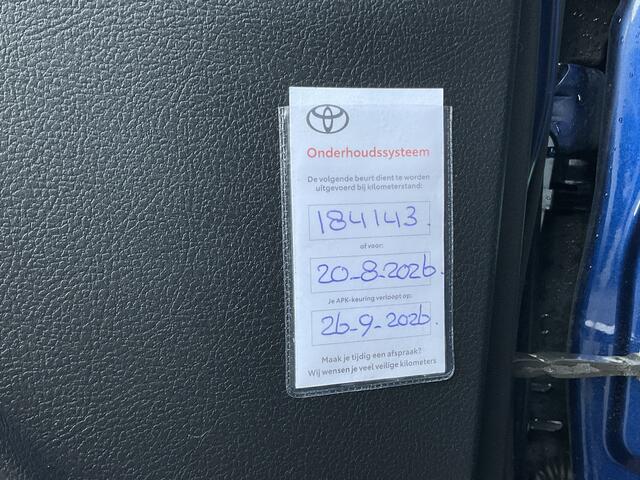 Onderhoudssysteem
De volgende beurt dient te worden
uitgevoerd bij kilometerstand:
184143.
of voor:
20-8-2026.
Je APK-keuring verloopt op:
26-9-2026.
Maak je tijdig een afspraak?
Wij wensen je veel veilige kilometers